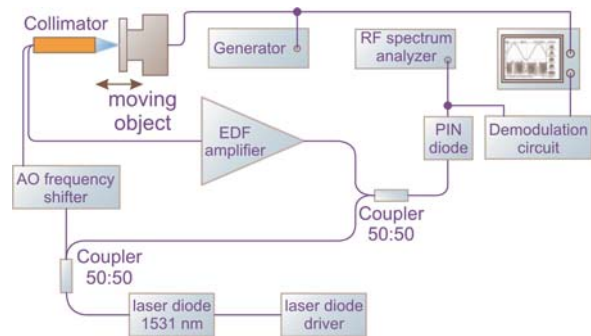 Collimator
Generator
RF spectrum
analyzer
moving
object
EDF
amplifier
PIN
diode
Demodulation
circuit
AO frequency
shifter
Coupler
50:50
Coupler
50:50
laser diode
1531 nm
laser diode
driver